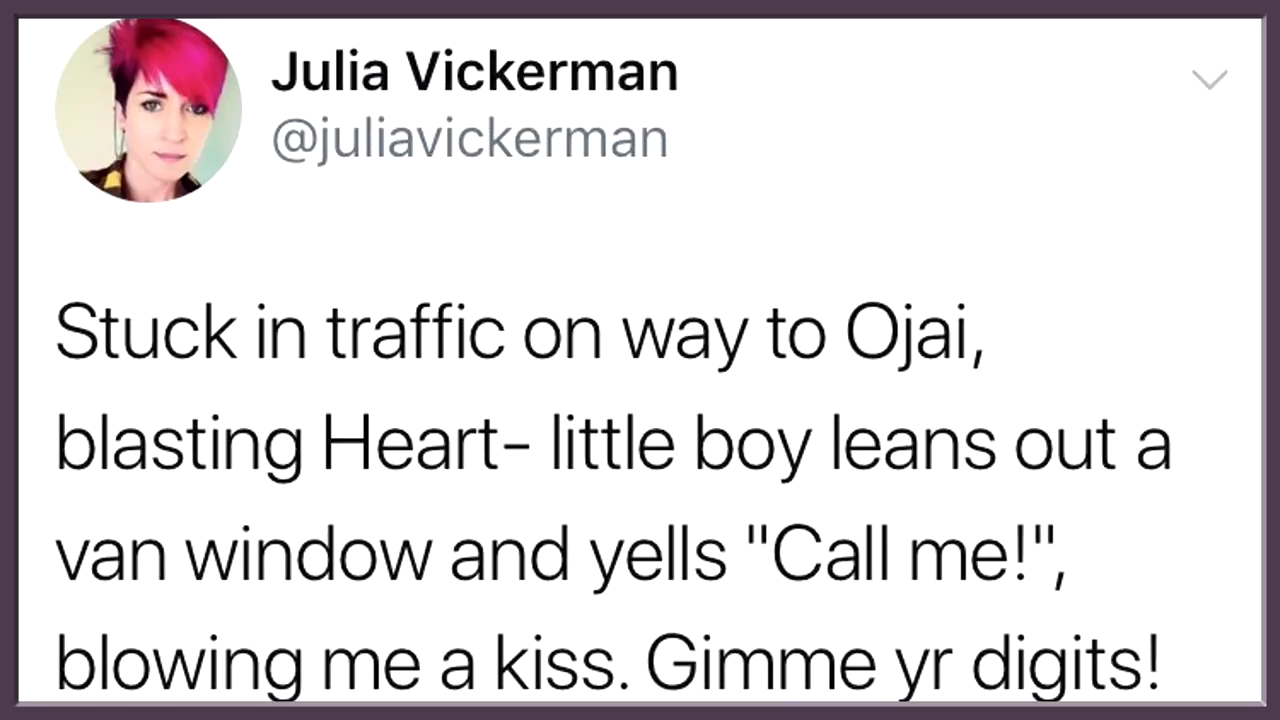 Julia Vickerman
@juliavickerman
Stuck in traffic on way to Ojai,
blasting Heart- little boy leans out a
van window and yells "Call me!",
blowing me a kiss. Gimme yr digits!